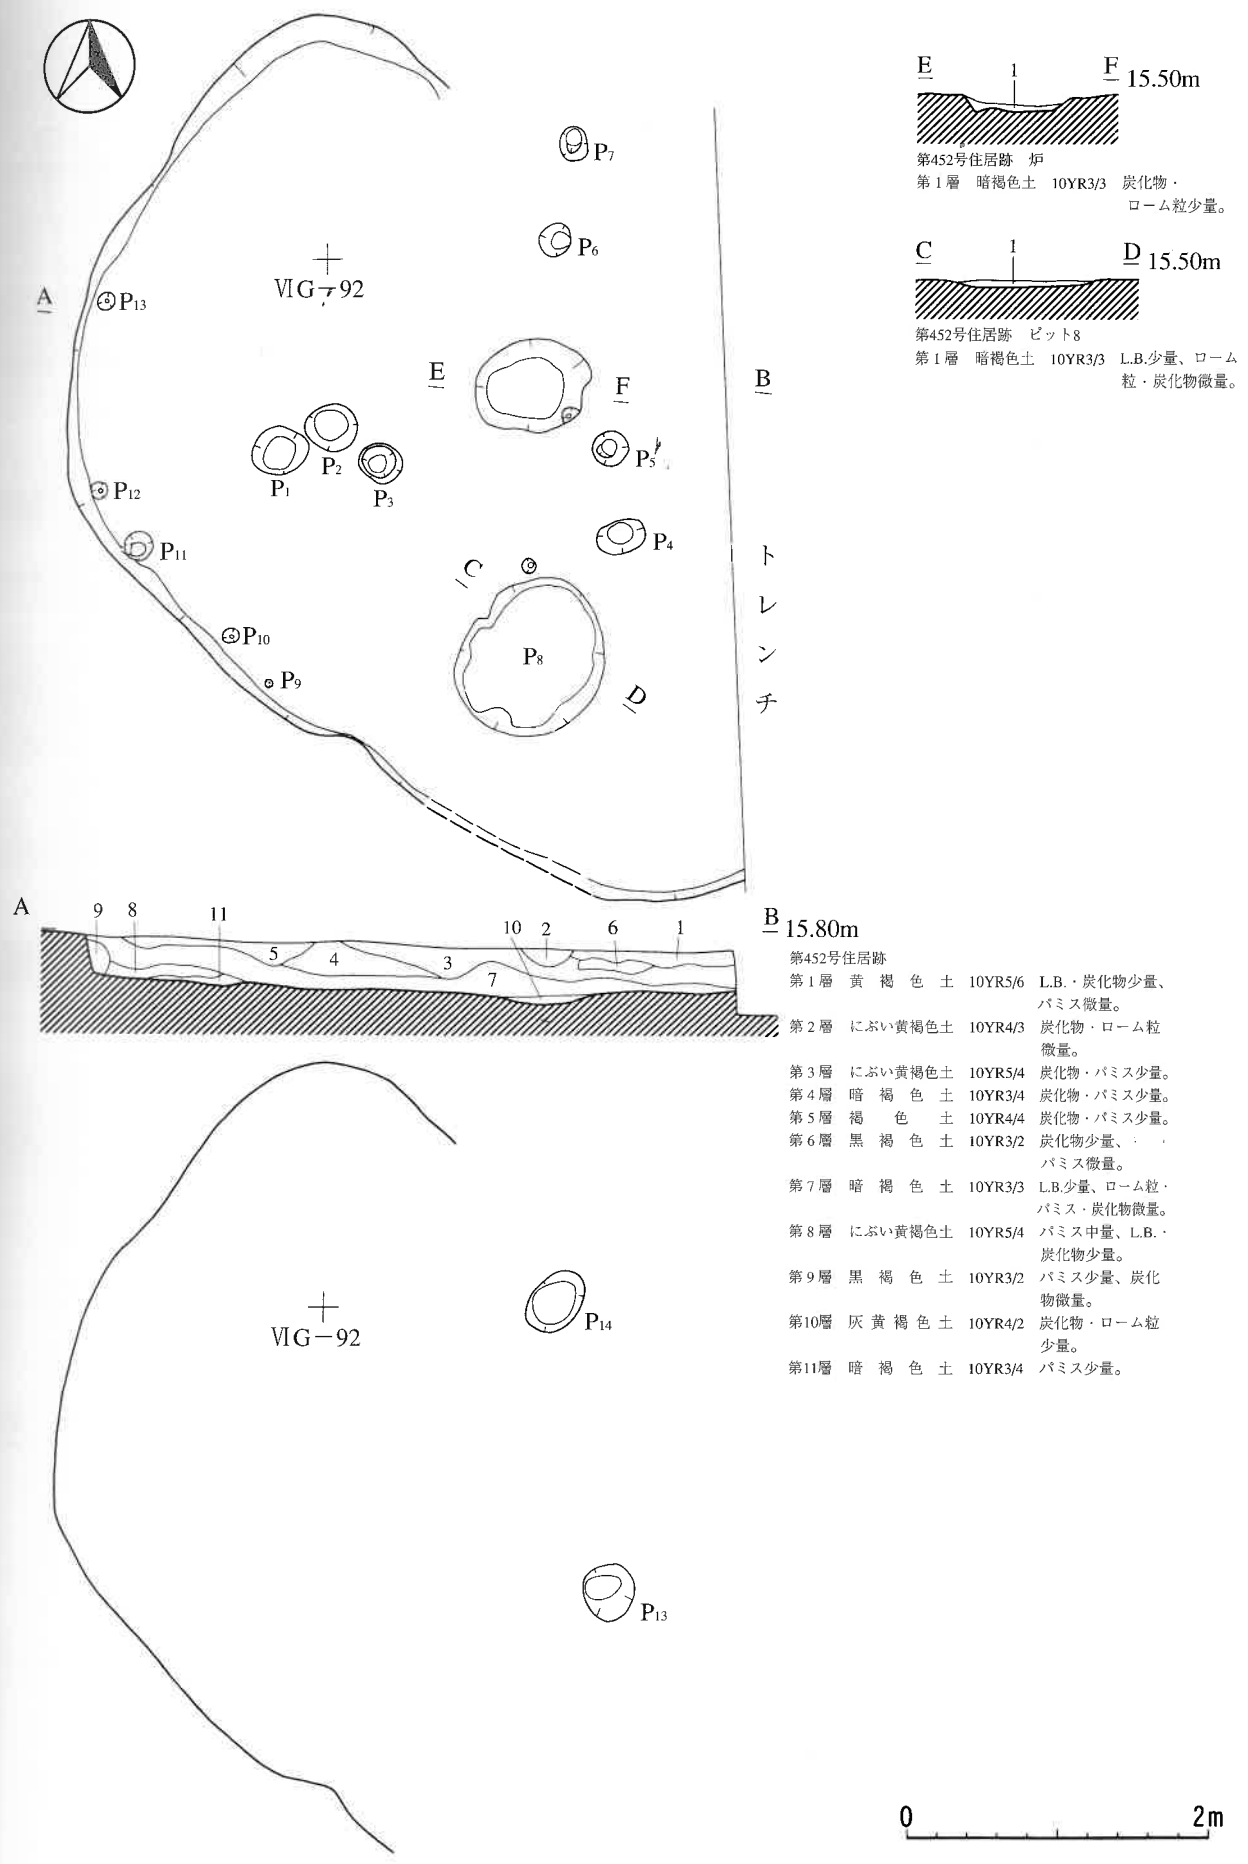 E 1 F 15.50m
第452号住居跡 炉
第1層 暗褐色土 10YR3/3 炭化物・
ローム粒少量。
C 1 D 15.50m
第452号住居跡 ピット8
第1層 暗褐色土 10YR3/3 L.B.少量、ローム
粒・炭化物微量。
P7
P6
ⅥG-92
A
P13
E
F
B
P5
P1
P2
P3
P12
P4
P11
C
トレンチ
P10
P8
P9
D
A
9 8 11 5 4 3 7 10 2 6 1
B 15.80m
第452号住居跡
第1層 黄褐色土 10YR5/6 L.B.・炭化物少量、
パミス微量。
第2層 にぶい黄褐色土 10YR4/3 炭化物・ローム粒
微量。
第3層 にぶい黄褐色土 10YR5/4 炭化物・パミス少量。
第4層 暗褐色土 10YR3/4 炭化物・パミス少量。
第5層 褐色土 10YR4/4 炭化物・パミス少量。
第6層 黒褐色土 10YR3/2 炭化物少量、
パミス微量。
第7層 暗褐色土 10YR3/3 L.B.少量、ローム粒・
パミス・炭化物微量。
第8層 にぶい黄褐色土 10YR5/4 パミス中量、L.B.・
炭化物少量。
第9層 黒褐色土 10YR3/2 パミス少量、炭化
物微量。
第10層 灰黄褐色土 10YR4/2 炭化物・ローム粒
少量。
第11層 暗褐色土 10YR3/4 パミス少量。
ⅥG-92
P14
P13
0 2m